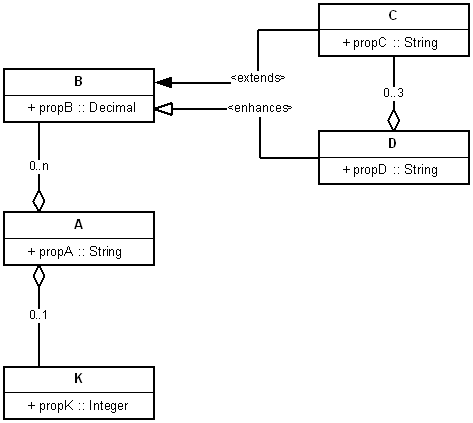 C
+ propC :: String
B
<extends>
+ propB :: Decimal
<enhances>
0..3
D
+ propD :: String
0..n
A
+ propA :: String
0..1
K
+ propK :: Integer